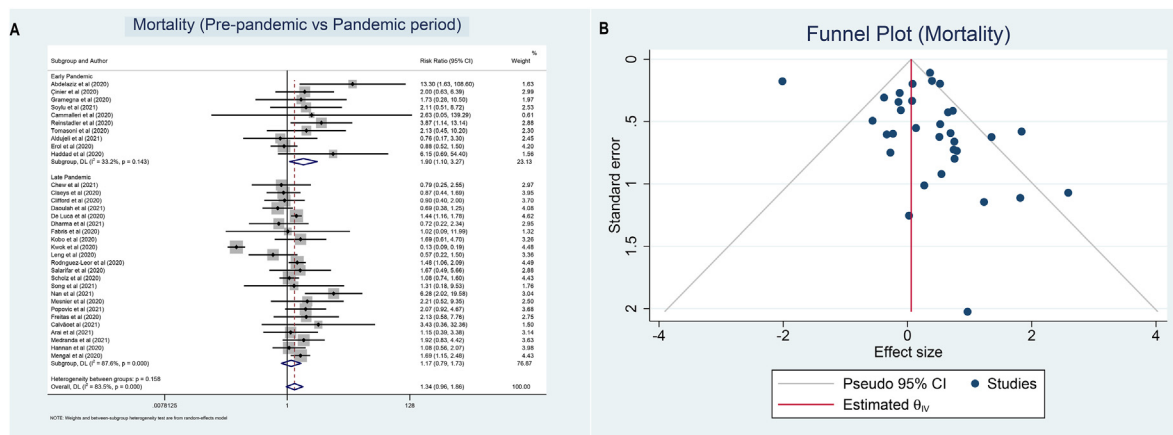 A
Mortality (Pre-pandemic vs Pandemic period)
%
Subgroup and Author Risk Ratio (95% CI) Weight
Early Pandemic
Abdelaziz et al (2020) 13.30 (1.63, 108.60) 1.63
Çinier et al (2020) 2.00 (0.63, 6.39) 2.99
Gramegna et al (2020) 1.73 (0.28, 10.50) 1.97
Soylu et al (2021) 2.11 (0.51, 8.72) 2.53
Cammalleri et al (2020) 2.63 (0.05, 139.29) 0.61
Reinstadler et al (2020) 3.87 (1.14, 13.14) 2.86
Tomasoni et al (2020) 2.13 (0.45, 10.20) 2.30
Aldujeli et al (2020) 0.76 (0.17, 3.30) 2.45
Erol et al (2020) 0.88 (0.52, 1.50) 4.20
Haddad et al (2020) 6.15 (0.69, 54.40) 1.56
Subgroup, DL (I² = 33.2%, p = 0.143) 1.90 (1.10, 3.27) 23.13
Late Pandemic
Chew et al (2021) 0.79 (0.25, 2.55) 2.97
Claeys et al (2020) 0.87 (0.44, 1.69) 3.95
Clifford et al (2020) 0.90 (0.40, 2.00) 3.70
Daoulah et al (2021) 0.69 (0.38, 1.25) 4.08
De Luca et al (2020) 1.44 (1.16, 1.78) 4.62
Dharma et al (2021) 0.72 (0.22, 2.34) 2.95
Fabris et al (2020) 1.02 (0.09, 11.99) 1.32
Kobo et al (2020) 1.69 (0.61, 4.70) 3.26
Kwok et al (2020) 0.13 (0.09, 0.19) 4.46
Leng et al (2020) 0.57 (0.22, 1.50) 3.36
Rodriguez-Leor et al (2020) 1.48 (1.06, 2.09) 4.49
Salarifar et al (2020) 1.67 (0.49, 5.66) 2.88
Scholz et al (2020) 1.08 (0.74, 1.60) 4.43
Song et al (2021) 1.31 (0.18, 9.53) 1.76
Nan et al (2021) 6.28 (2.02, 19.58) 3.04
Mesnier et al (2020) 2.21 (0.52, 9.35) 2.50
Popovic et al (2021) 2.07 (0.92, 4.67) 3.68
Freitas et al (2020) 2.13 (0.58, 7.76) 2.75
Calvãoet al (2021) 3.43 (0.36, 32.36) 1.50
Arai et al (2021) 1.15 (0.39, 3.38) 3.14
Medranda et al (2021) 1.92 (0.83, 4.42) 3.63
Hannan et al (2020) 1.08 (0.56, 2.07) 3.98
Mengal et al (2020) 1.69 (1.15, 2.48) 4.43
Subgroup, DL (I² = 87.6%, p = 0.000) 1.17 (0.79, 1.73) 76.87
Heterogeneity between groups: p = 0.158
Overall, DL (I² = 83.5%, p = 0.000) 1.34 (0.96, 1.86) 100.00
.0078125 1 128
NOTE: Weights and between-subgroup heterogeneity test are from random-effects model
B
Funnel Plot (Mortality)
Standard error
0
.5
1
1.5
2
-4 -2 0 2 4
Effect size
Pseudo 95% CI Studies
Estimated θIV